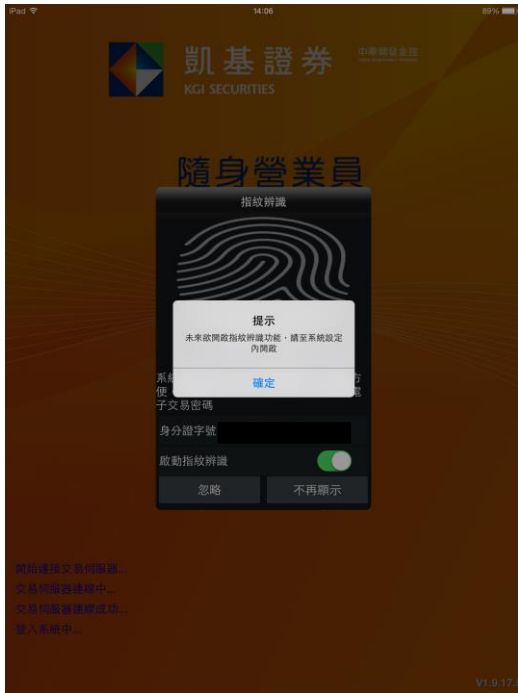 iPad
14:06
89%
凱基證券
KGI SECURITIES
中華開發金控
隨身營業員
指紋辨識
提示
未來欲開啟指紋辨識功能，請至系統設定
內開啟
確定
系
方
便
子交易密碼
身分證字號
啟動指紋辨識
忽略
不再顯示
開始連接交易伺服器...
交易伺服器連線中...
交易伺服器連線成功...
登入系統中...
V1.9.17.